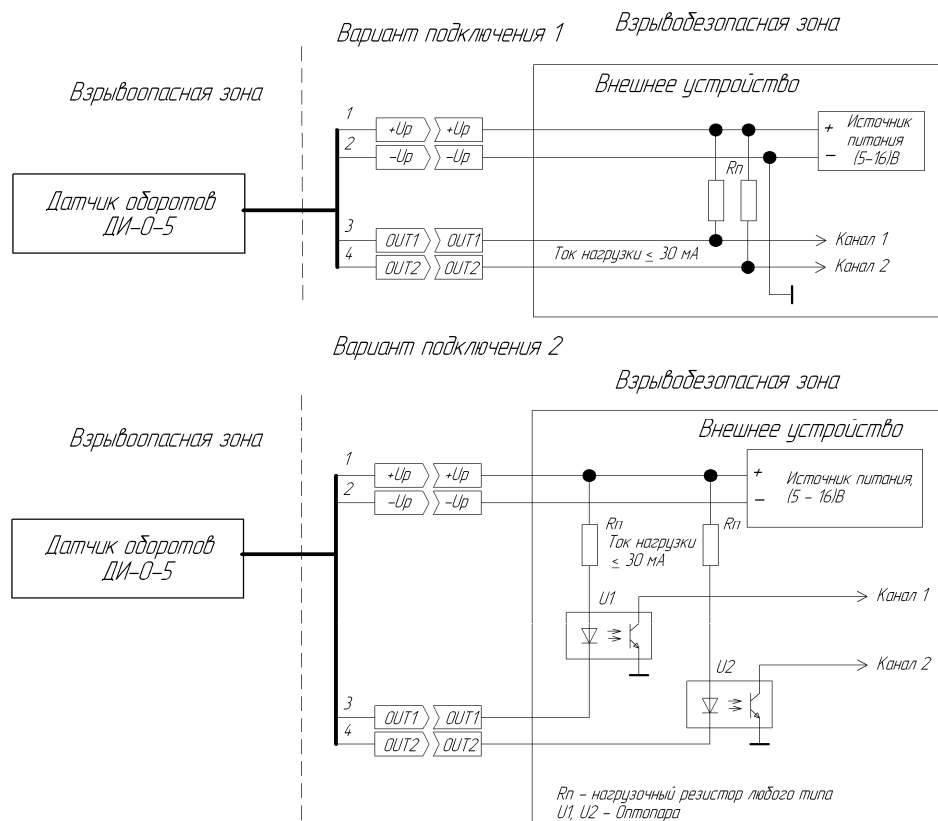 Вариант подключения 1
Взрывобезопасная зона
Взрывоопасная зона
Внешнее устройство
1
+Up
+Up
+
Источник
питания
(5-16)В
2
-Up
-Up
−
Rп
Датчик оборотов
ДИ-О-5
3
OUT1
OUT1
Канал 1
4
OUT2
OUT2
Ток нагрузки ≤ 30 мА
Канал 2
Вариант подключения 2
Взрывобезопасная зона
Взрывоопасная зона
Внешнее устройство
1
+Up
+Up
+
Источник питания,
(5 - 16)В
2
-Up
-Up
−
Rп
Rп
Ток нагрузки
≤ 30 мА
Датчик оборотов
ДИ-О-5
U1
Канал 1
U2
Канал 2
3
OUT1
OUT1
4
OUT2
OUT2
Rп - нагрузочный резистор любого типа
U1, U2 - Оптопара